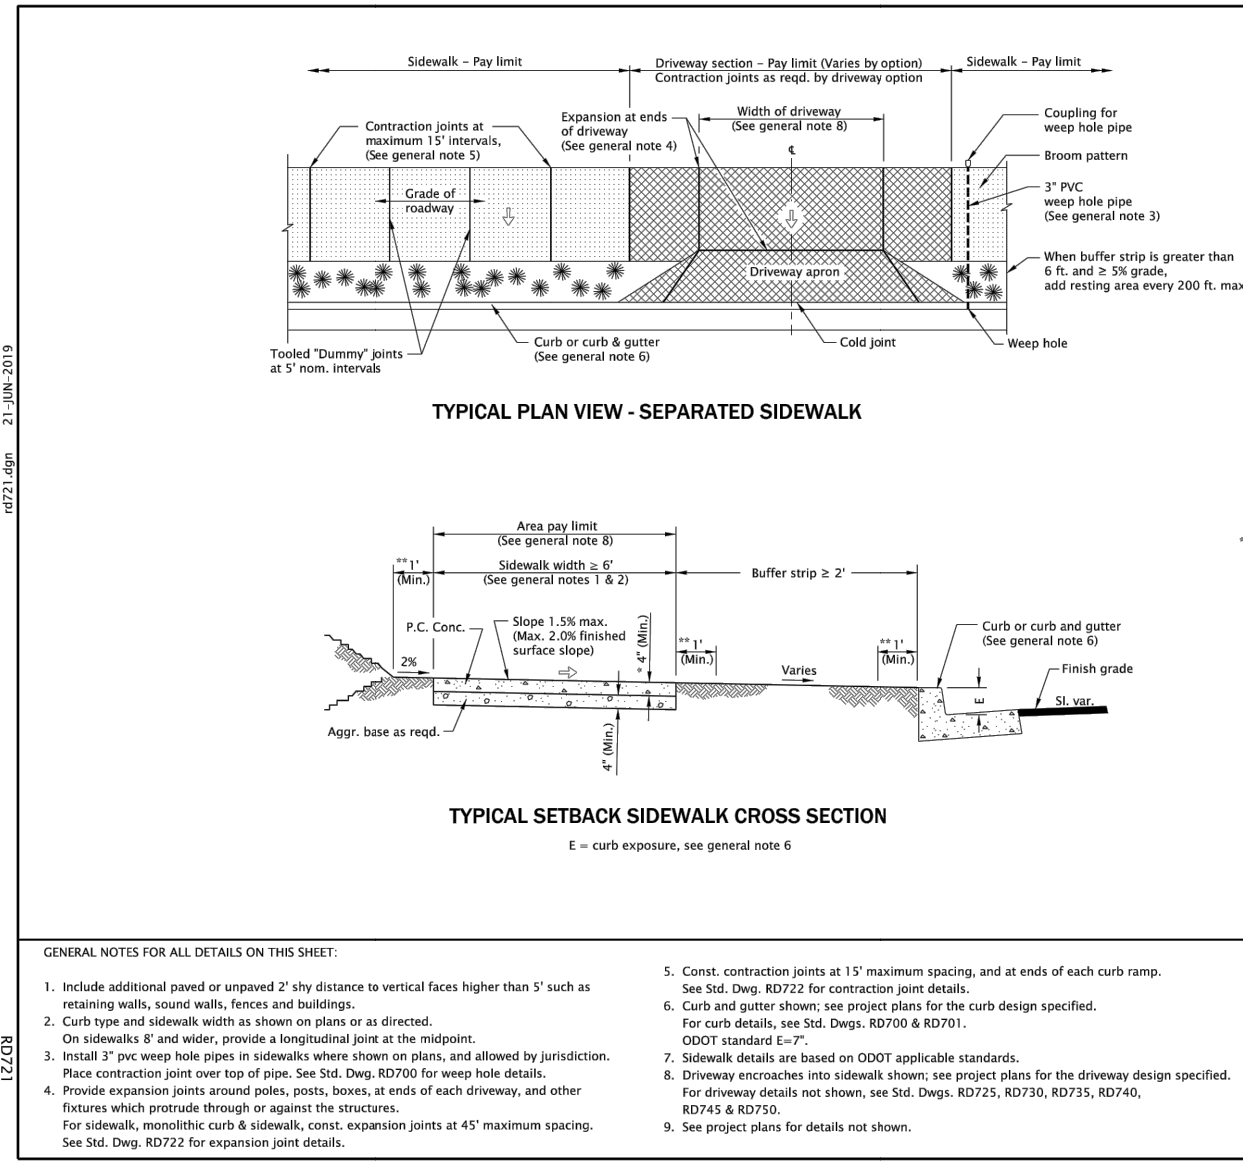 Sidewalk - Pay limit
Driveway section - Pay limit (Varies by option)
Contraction joints as reqd. by driveway option
Sidewalk - Pay limit
Contraction joints at
maximum 15' intervals,
(See general note 5)
Expansion at ends
of driveway
(See general note 4)
Width of driveway
(See general note 8)
℄
Coupling for
weep hole pipe
Broom pattern
3" PVC
weep hole pipe
(See general note 3)
Grade of
roadway
When buffer strip is greater than
6 ft. and ≥ 5% grade,
add resting area every 200 ft. max
Driveway apron
Tooled "Dummy" joints
at 5' nom. intervals
Curb or curb & gutter
(See general note 6)
Cold joint
Weep hole
TYPICAL PLAN VIEW - SEPARATED SIDEWALK
rd721.dgn 21-JUN-2019
Area pay limit
(See general note 8)
**1'
(Min.)
Sidewalk width ≥ 6'
(See general notes 1 & 2)
Buffer strip ≥ 2'
*
P.C. Conc.
Slope 1.5% max.
(Max. 2.0% finished
surface slope)
* 4" (Min.)
** 1'
(Min.)
** 1'
(Min.)
Curb or curb and gutter
(See general note 6)
2%
Varies
Finish grade
E
Sl. var.
Aggr. base as reqd.
4" (Min.)
TYPICAL SETBACK SIDEWALK CROSS SECTION
E = curb exposure, see general note 6
RD721
GENERAL NOTES FOR ALL DETAILS ON THIS SHEET:
1. Include additional paved or unpaved 2' shy distance to vertical faces higher than 5' such as
retaining walls, sound walls, fences and buildings.
2. Curb type and sidewalk width as shown on plans or as directed.
On sidewalks 8' and wider, provide a longitudinal joint at the midpoint.
3. Install 3" pvc weep hole pipes in sidewalks where shown on plans, and allowed by jurisdiction.
Place contraction joint over top of pipe. See Std. Dwg. RD700 for weep hole details.
4. Provide expansion joints around poles, posts, boxes, at ends of each driveway, and other
fixtures which protrude through or against the structures.
For sidewalk, monolithic curb & sidewalk, const. expansion joints at 45' maximum spacing.
See Std. Dwg. RD722 for expansion joint details.
5. Const. contraction joints at 15' maximum spacing, and at ends of each curb ramp.
See Std. Dwg. RD722 for contraction joint details.
6. Curb and gutter shown; see project plans for the curb design specified.
For curb details, see Std. Dwgs. RD700 & RD701.
ODOT standard E=7".
7. Sidewalk details are based on ODOT applicable standards.
8. Driveway encroaches into sidewalk shown; see project plans for the driveway design specified.
For driveway details not shown, see Std. Dwgs. RD725, RD730, RD735, RD740,
RD745 & RD750.
9. See project plans for details not shown.